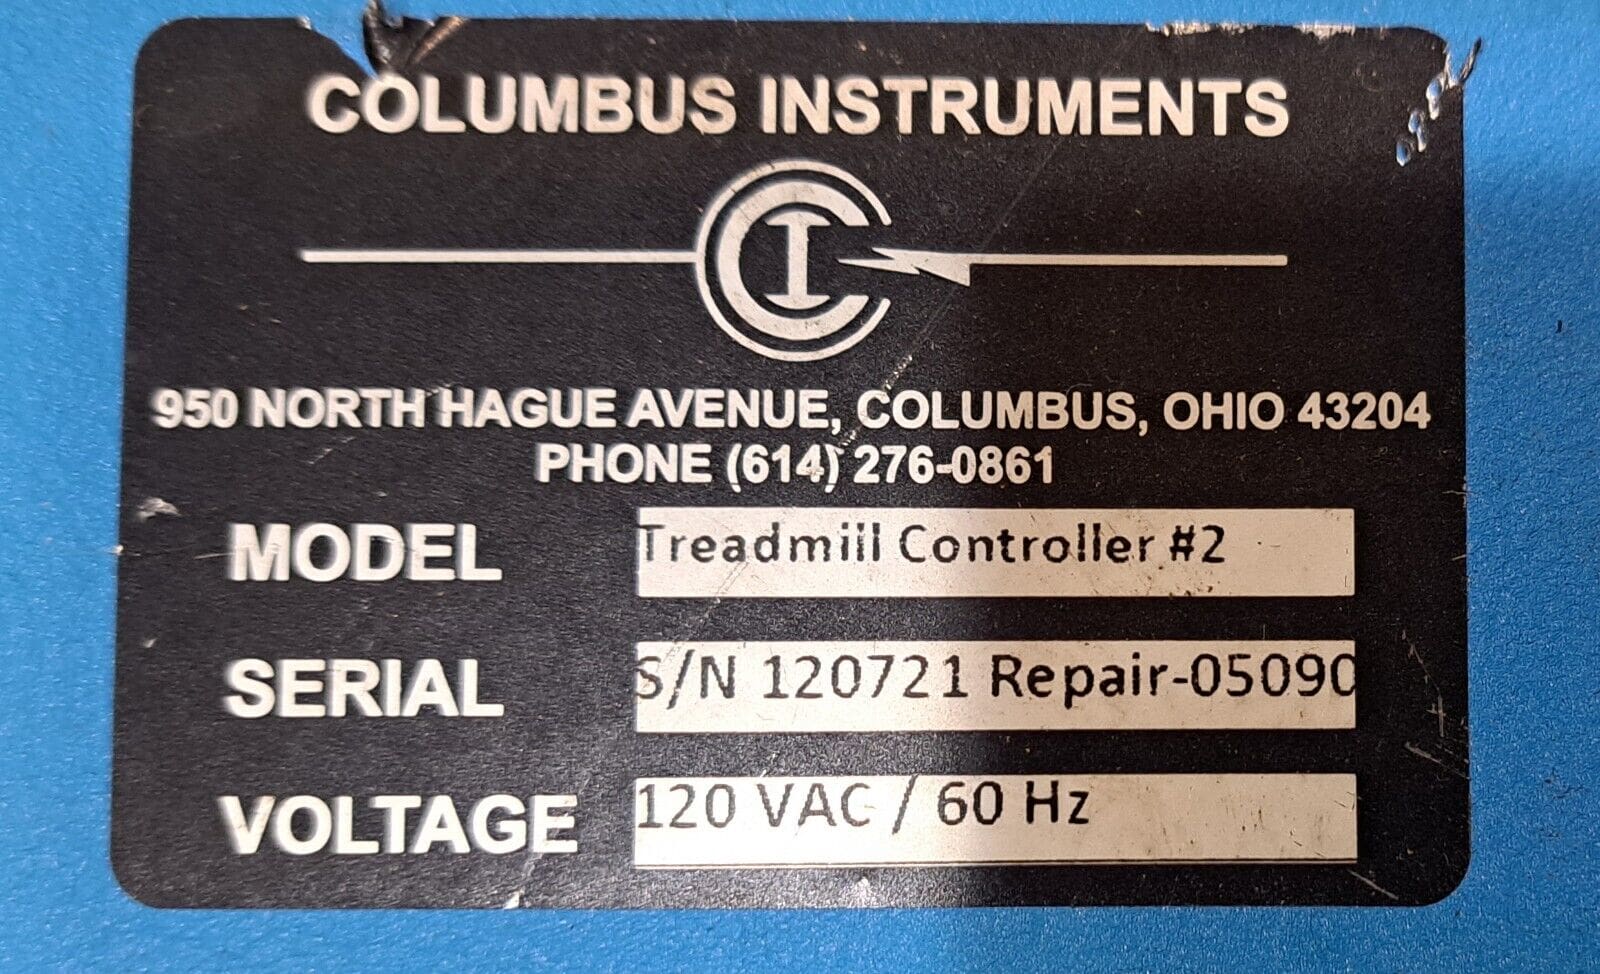 COLUMBUS INSTRUMENTS
CI
950 NORTH HAGUE AVENUE, COLUMBUS, OHIO 43204
PHONE (614) 276-0861
MODEL Treadmill Controller #2
SERIAL S/N 120721 Repair-05090
VOLTAGE 120 VAC / 60 Hz